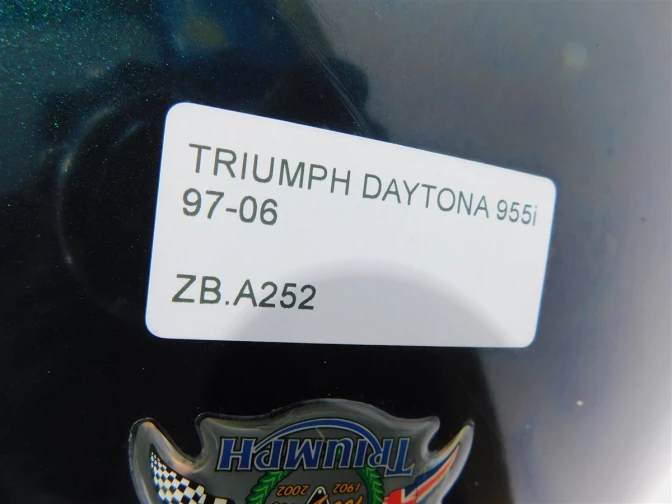 TRIUMPH DAYTONA 955i
97-06
ZB.A252
TRIUMPH
1902 2002